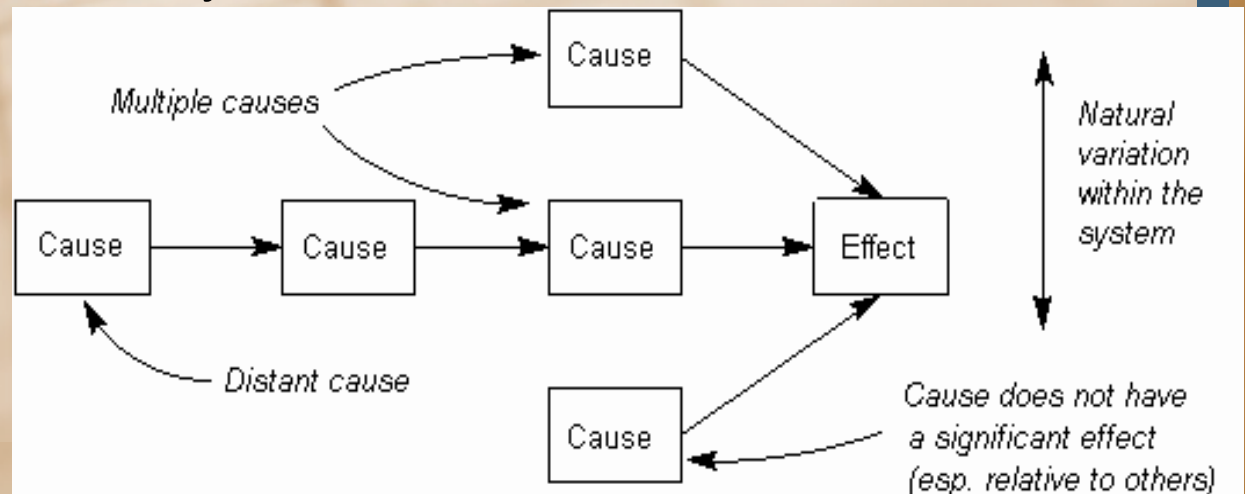 Cause
Multiple causes
Natural
variation
within the
system
Cause
Cause
Cause
Effect
Distant cause
Cause
Cause does not have
a significant effect
(esp. relative to others)